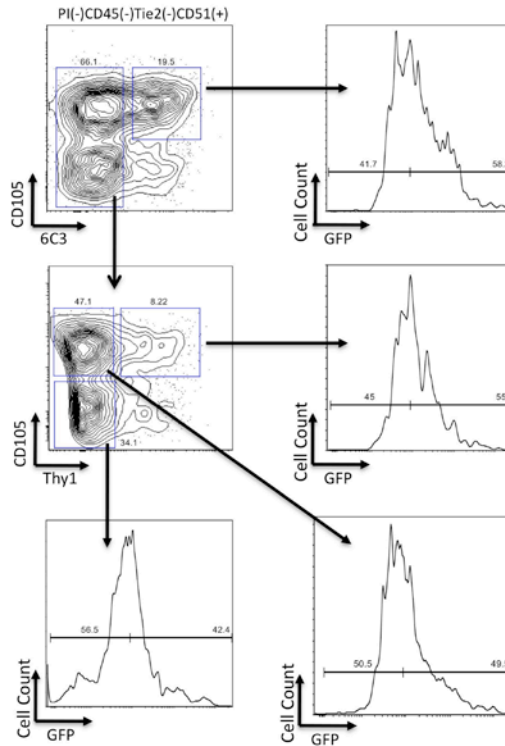 PI(-)CD45(-)Tie2(-)CD51(+)
66.1
19.5
CD105
6C3
41.7
Cell Count
GFP
47.1
8.22
34.1
CD105
Thy1
45
Cell Count
GFP
56.5
42.4
Cell Count
GFP
50.5
Cell Count
GFP